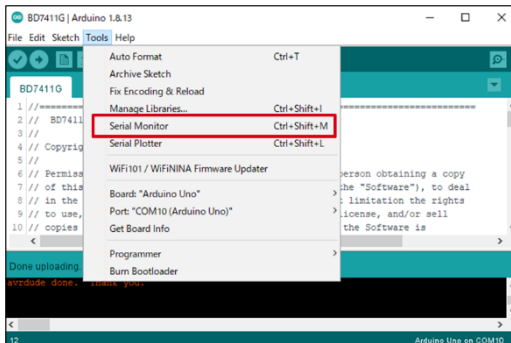 BD7411G | Arduino 1.8.13
File Edit Sketch Tools Help
Auto Format Ctrl+T
Archive Sketch
Fix Encoding & Reload
Manage Libraries... Ctrl+Shift+I
Serial Monitor Ctrl+Shift+M
Serial Plotter Ctrl+Shift+L
WiFi101 / WiFiNINA Firmware Updater
Board: "Arduino Uno"
Port: "COM10 (Arduino Uno)"
Get Board Info
Programmer
Burn Bootloader
BD7411G
1 //=====
2 // BD7411
3 //
4 // Copyrig
5 //
6 // Permiss person obtaining a copy
7 // of this he "Software"), to deal
8 // in the limitation the rights
9 // to use, icense, and/or sell
10 // copies the Software is
Done uploading.
avrdude done. Thank you.
12 Arduino Uno on COM10